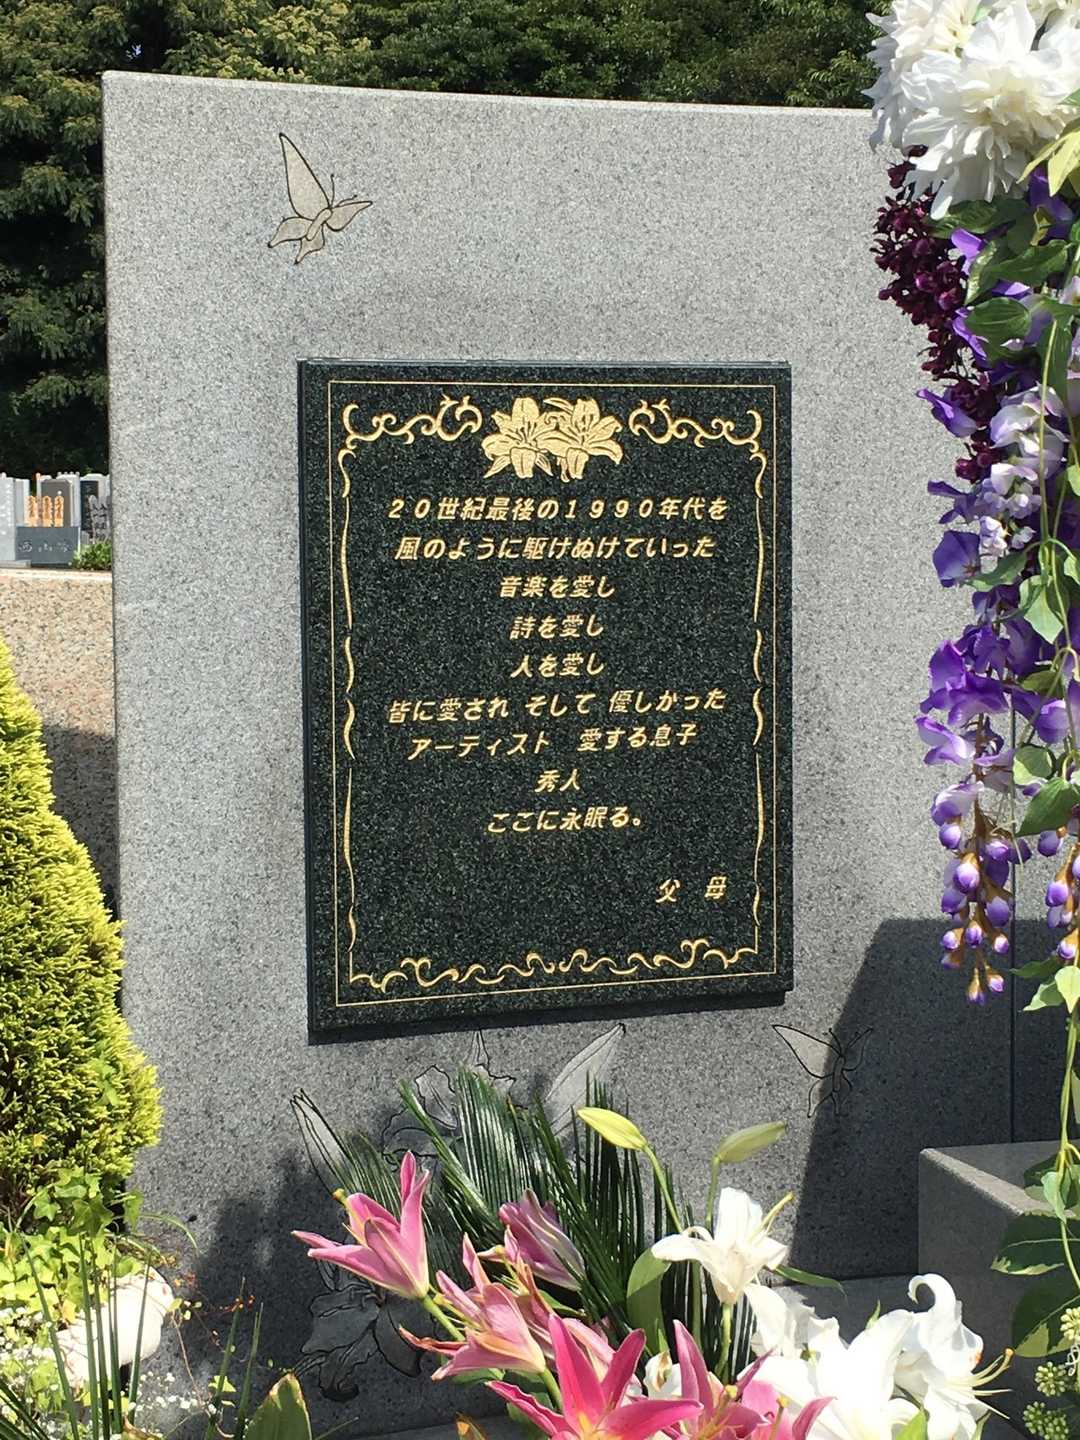 20世紀最後の1990年代を
風のように駆けぬけていった
音楽を愛し
詩を愛し
人を愛し
皆に愛され そして 優しかった
アーティスト 愛する息子
秀人
ここに永眠る。
父 母